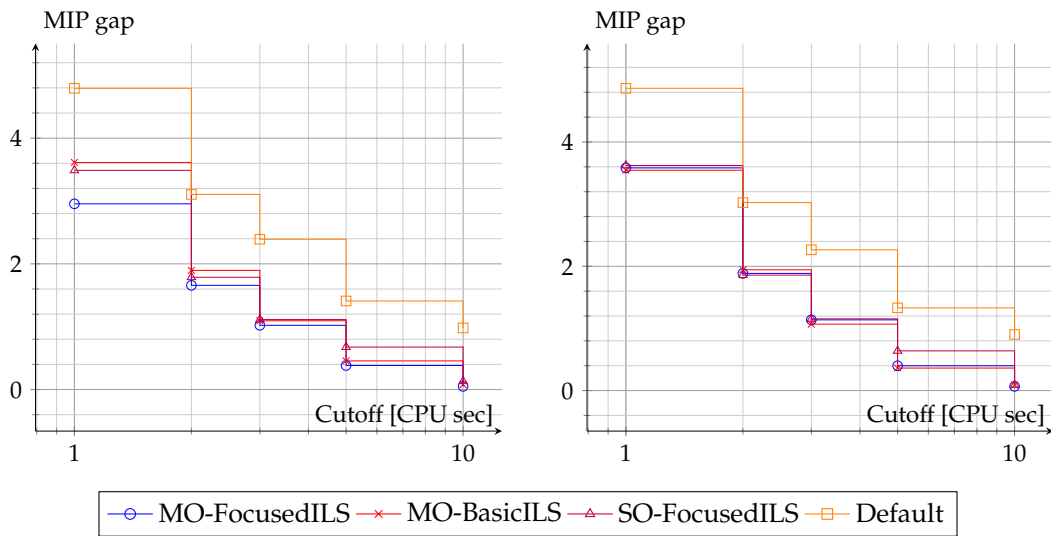 MIP gap
4
2
0
Cutoff [CPU sec]
1 10
MIP gap
4
2
0
Cutoff [CPU sec]
1 10
MO-FocusedILS MO-BasicILS SO-FocusedILS Default